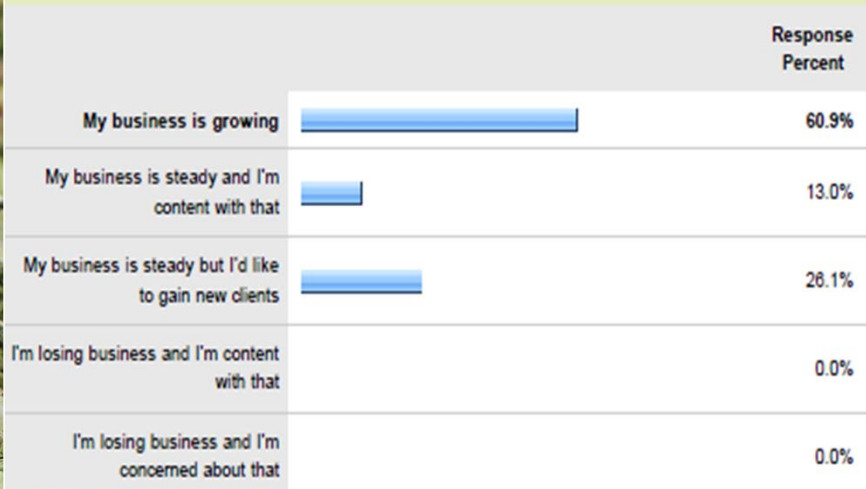 Response
Percent
My business is growing 60.9%
My business is steady and I'm
content with that 13.0%
My business is steady but I'd like
to gain new clients 26.1%
I'm losing business and I'm content
with that 0.0%
I'm losing business and I'm
concerned about that 0.0%